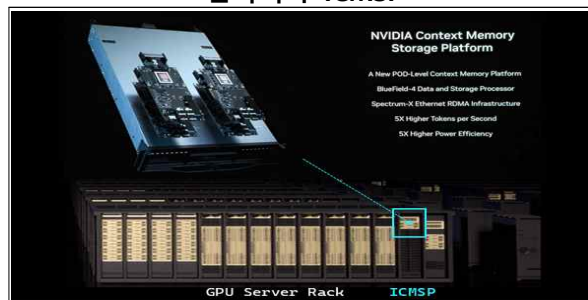 NVIDIA Context Memory
Storage Platform
A New POD-Level Context Memory Platform
BlueField-4 Data and Storage Processor
Spectrum-X Ethernet RDMA Infrastructure
5X Higher Tokens per Second
5X Higher Power Efficiency
GPU Server Rack
ICMSP